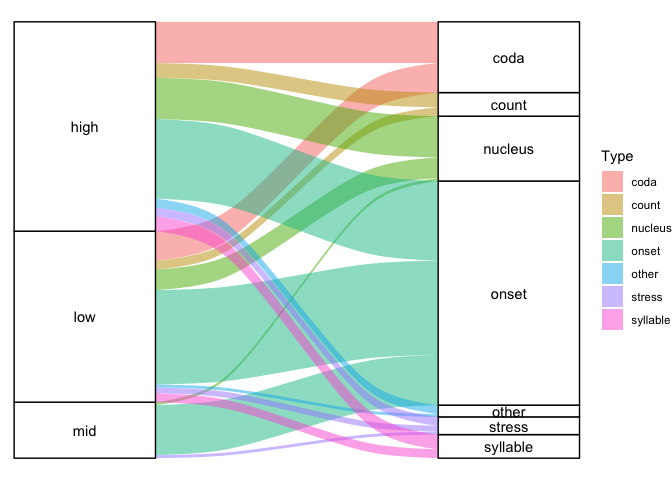 high
low
mid
coda
count
nucleus
onset
other
stress
syllable
Type
coda
count
nucleus
onset
other
stress
syllable